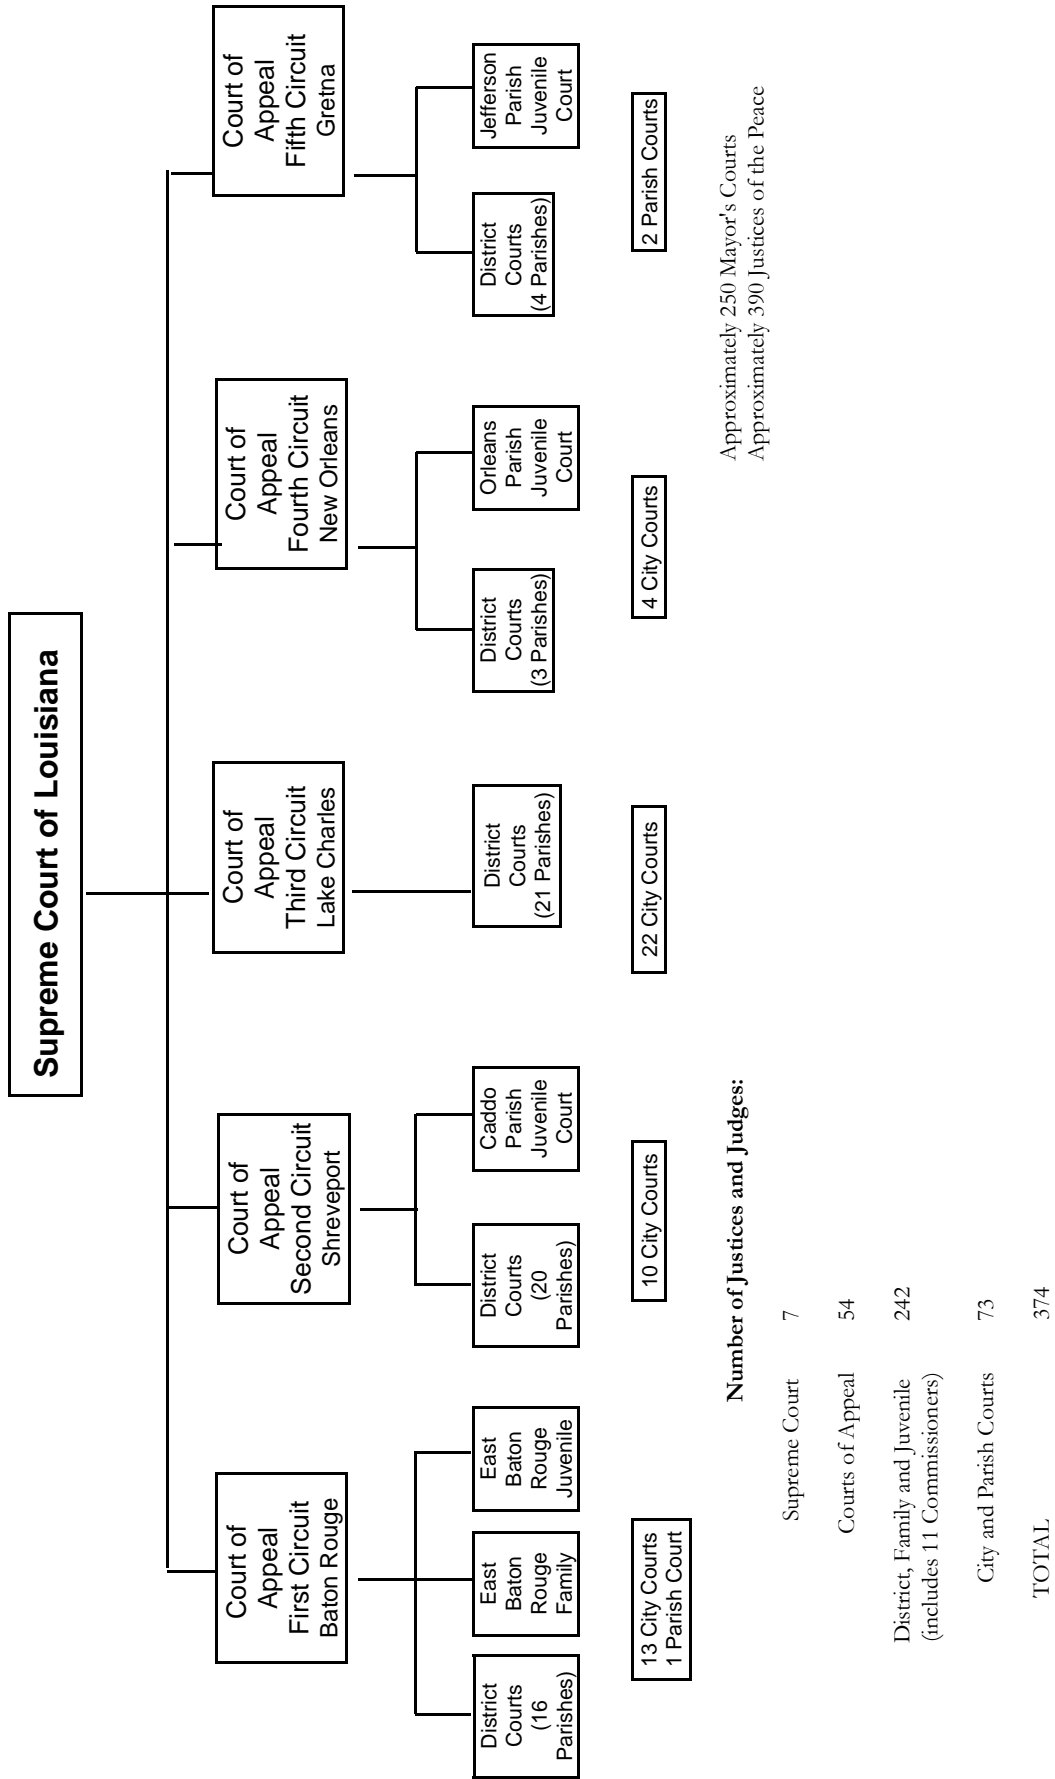 Supreme Court of Louisiana
Court of
Appeal
First Circuit
Baton Rouge
Court of
Appeal
Second Circuit
Shreveport
Court of
Appeal
Third Circuit
Lake Charles
Court of
Appeal
Fourth Circuit
New Orleans
Court of
Appeal
Fifth Circuit
Gretna
District
Courts
(16
Parishes)
East
Baton
Rouge
Family
East
Baton
Rouge
Juvenile
District
Courts
(20
Parishes)
Caddo
Parish
Juvenile
Court
District
Courts
(21 Parishes)
District
Courts
(3 Parishes)
Orleans
Parish
Juvenile
Court
District
Courts
(4 Parishes)
Jefferson
Parish
Juvenile
Court
13 City Courts
1 Parish Court
10 City Courts
22 City Courts
4 City Courts
2 Parish Courts
Number of Justices and Judges:
Supreme Court 7
Courts of Appeal 54
District, Family and Juvenile 242
(includes 11 Commissioners)
City and Parish Courts 73
TOTAL 374
Approximately 250 Mayor's Courts
Approximately 390 Justices of the Peace